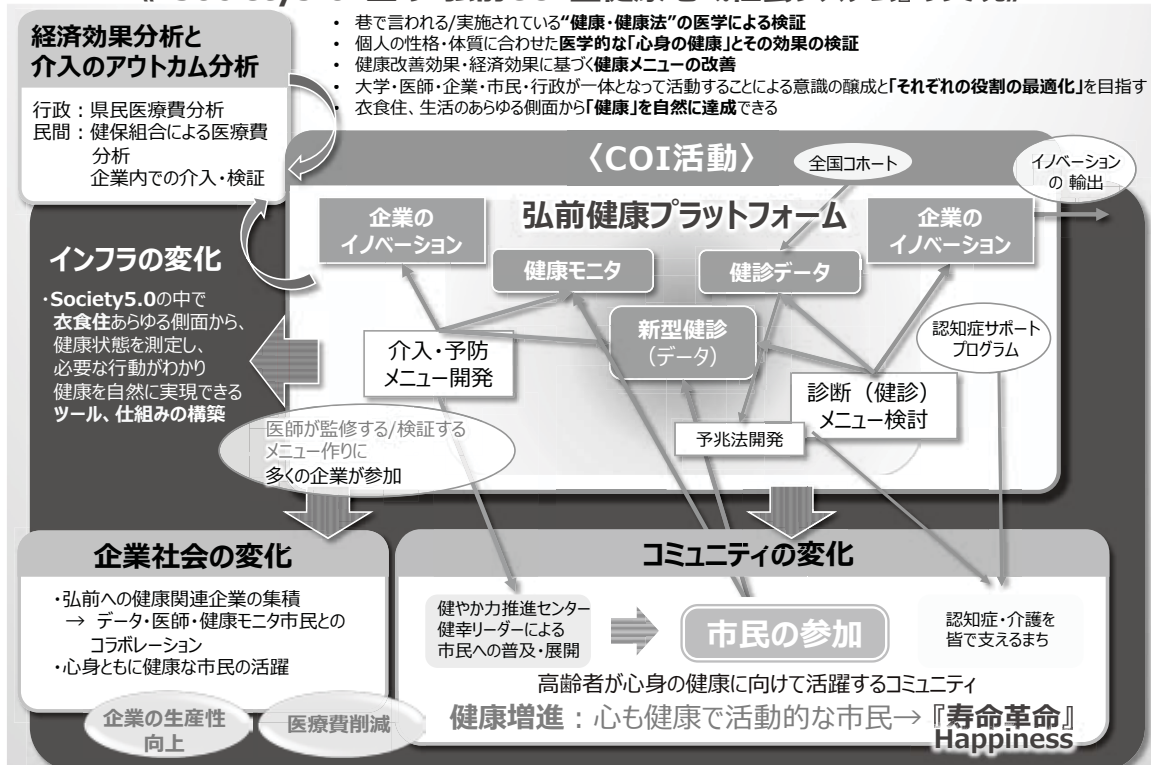 ・ 巷で言われる/実施されている“健康・健康法”の医学による検証
・ 個人の性格・体質に合わせた医学的な「心身の健康」とその効果の検証
・ 健康改善効果・経済効果に基づく健康メニューの改善
・ 大学・医師・企業・市民・行政が一体となって活動することによる意識の醸成と「それぞれの役割の最適化」を目指す
・ 衣食住、生活のあらゆる側面から「健康」を自然に達成できる
経済効果分析と
介入のアウトカム分析
行政：県民医療費分析
民間：健保組合による医療費
分析
企業内での介入・検証
〈COI活動〉
全国コホート
イノベーション
の 輸出
弘前健康プラットフォーム
企業の
イノベーション
企業の
イノベーション
健康モニタ
健診データ
新型健診
（データ）
介入・予防
メニュー開発
認知症サポート
プログラム
診断（健診）
メニュー検討
予兆法開発
インフラの変化
・Society5.0の中で
衣食住あらゆる側面から、
健康状態を測定し、
必要な行動がわかり
健康を自然に実現できる
ツール、仕組みの構築
医師が監修する/検証する
メニュー作りに
多くの企業が参加
企業社会の変化
・弘前への健康関連企業の集積
→ データ・医師・健康モニタ市民との
コラボレーション
・心身ともに健康な市民の活躍
企業の生産性
向上
医療費削減
コミュニティの変化
健やか力推進センター
健幸リーダーによる
市民への普及・展開
市民の参加
認知症・介護を
皆で支えるまち
高齢者が心身の健康に向けて活躍するコミュニティ
健康増進：心も健康で活動的な市民→『寿命革命』
Happiness